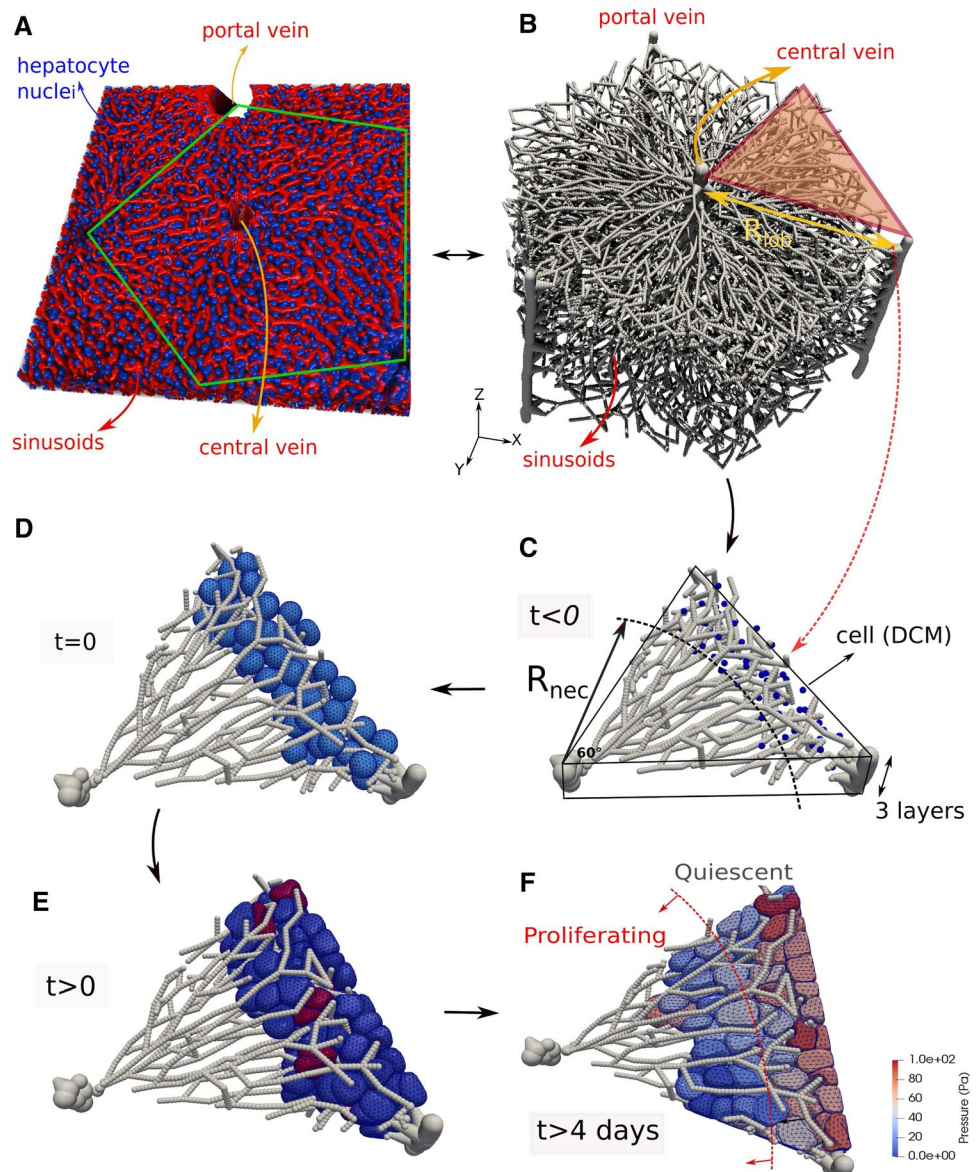 A
portal vein
hepatocyte
nuclei
sinusoids
central vein
B
portal vein
central vein
R_lob
Z
X
Y
sinusoids
D
t=0
C
t<0
cell (DCM)
R_nec
60°
3 layers
E
t>0
F
Quiescent
Proliferating
t>4 days
1.0e+02
80
60
40
20
0.0e+00
Pressure (Pa)